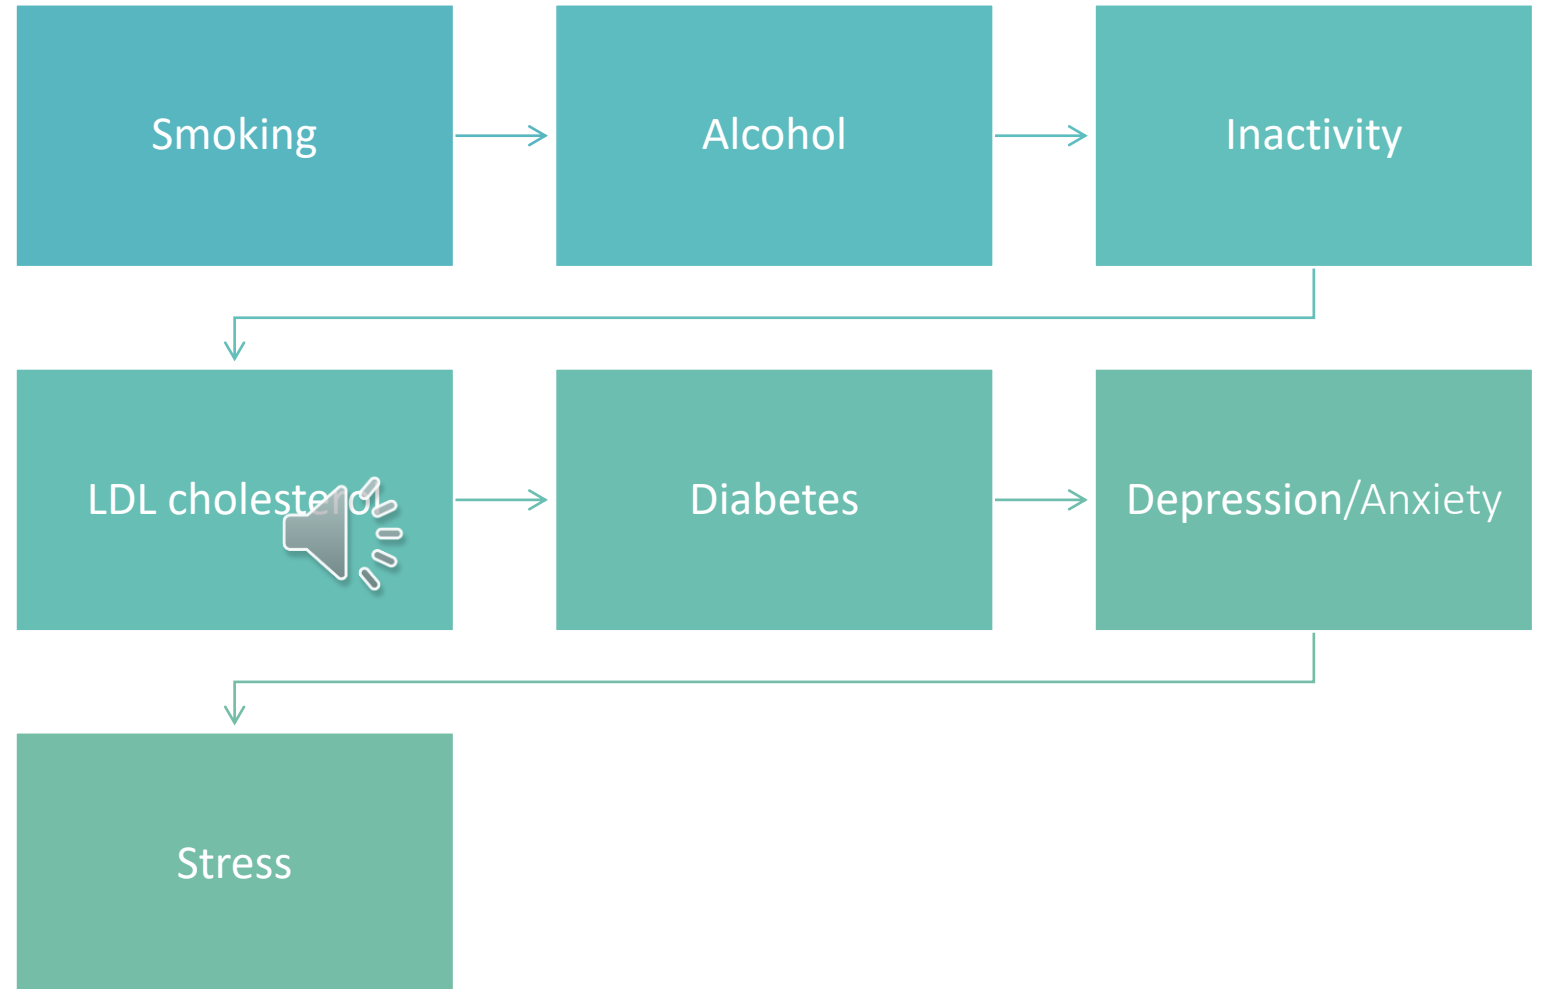 Smoking
Alcohol
Inactivity
LDL cholesterol
Diabetes
Depression/Anxiety
Stress